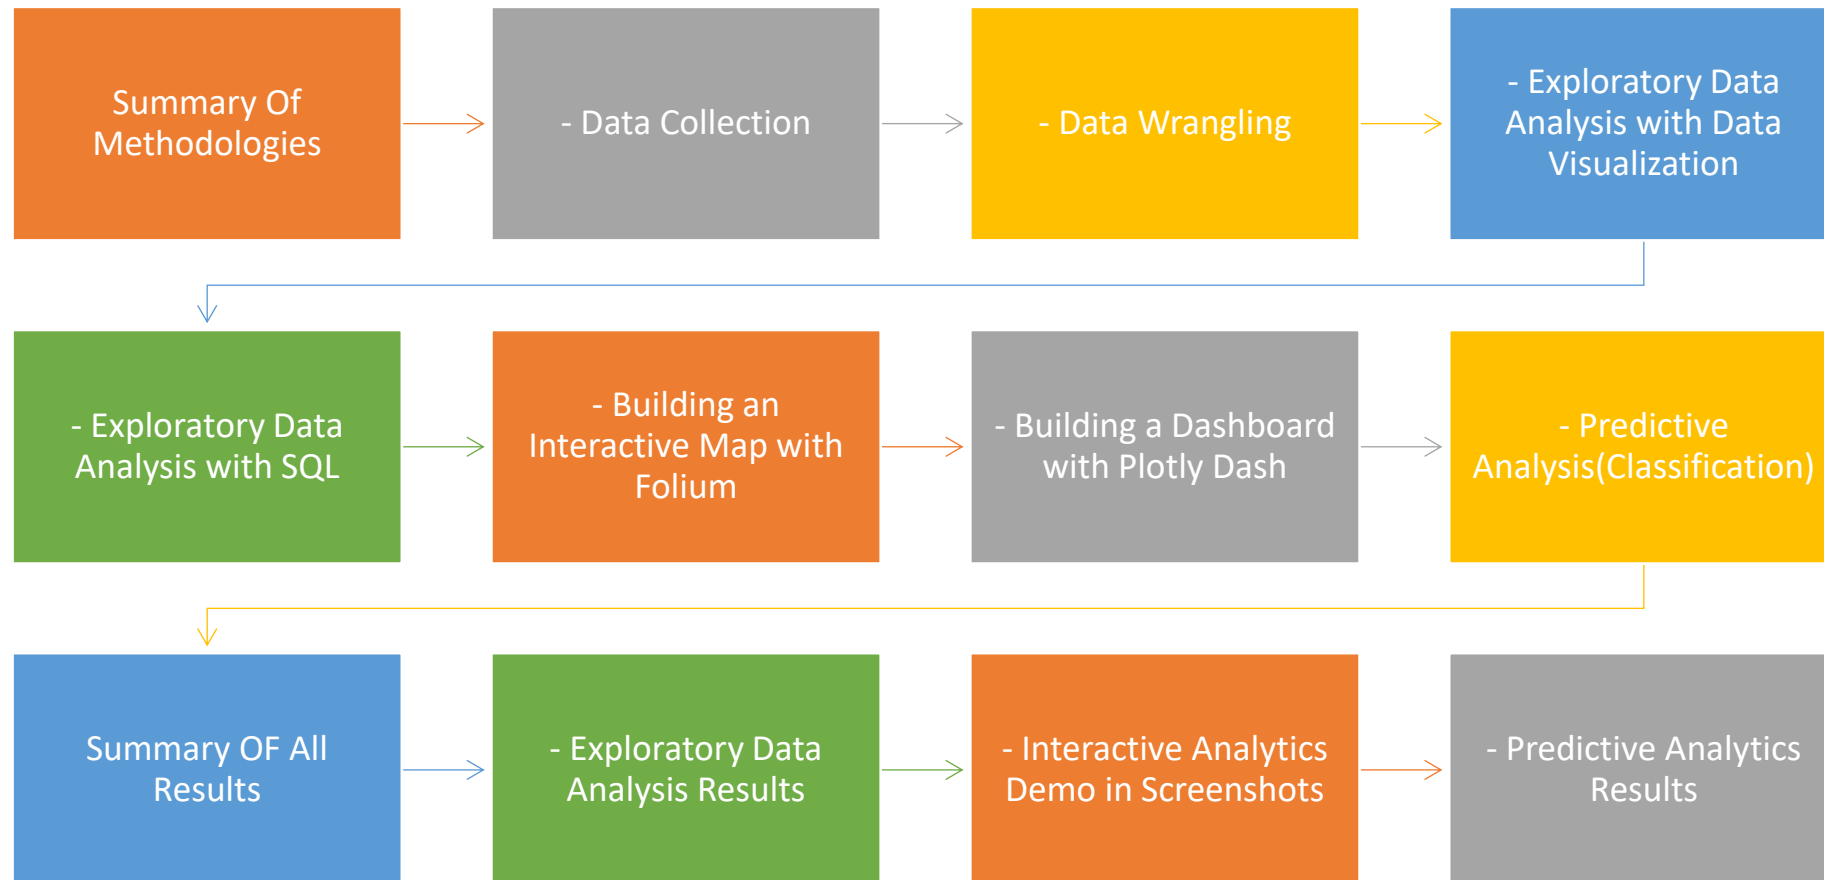 Summary Of
Methodologies
- Data Collection
- Data Wrangling
- Exploratory Data
Analysis with Data
Visualization
- Exploratory Data
Analysis with SQL
- Building an
Interactive Map with
Folium
- Building a Dashboard
with Plotly Dash
- Predictive
Analysis(Classification)
Summary OF All
Results
- Exploratory Data
Analysis Results
- Interactive Analytics
Demo in Screenshots
- Predictive Analytics
Results